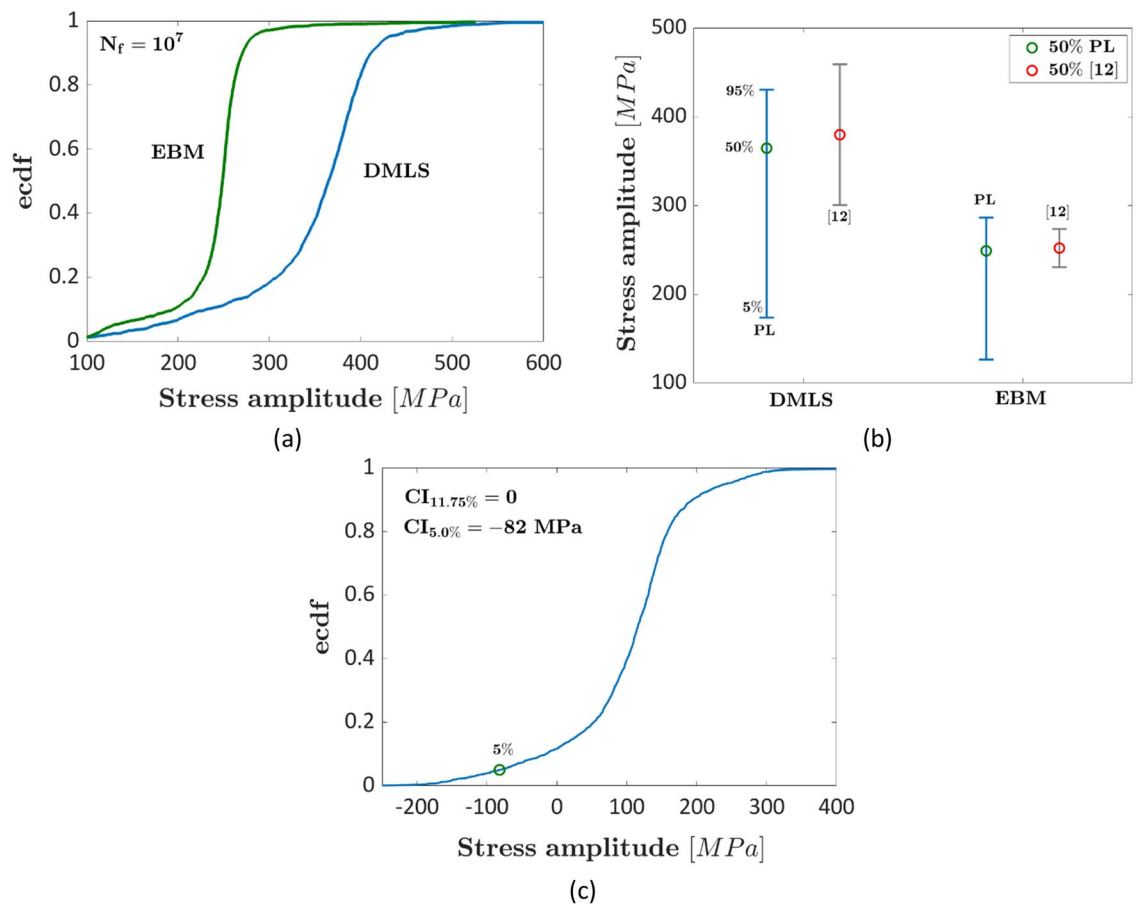 1
0.8
0.6
0.4
0.2
0
N_f = 10^7
EBM
DMLS
ecdf
100 200 300 400 500 600
Stress amplitude [MPa]
(a)
500
400
300
200
100
50% PL
50% [12]
95%
50%
5%
PL
[12]
PL
[12]
Stress amplitude [MPa]
DMLS EBM
(b)
1
0.8
0.6
0.4
0.2
0
CI_11.75% = 0
CI_5.0% = −82 MPa
5%
ecdf
-200 -100 0 100 200 300 400
Stress amplitude [MPa]
(c)